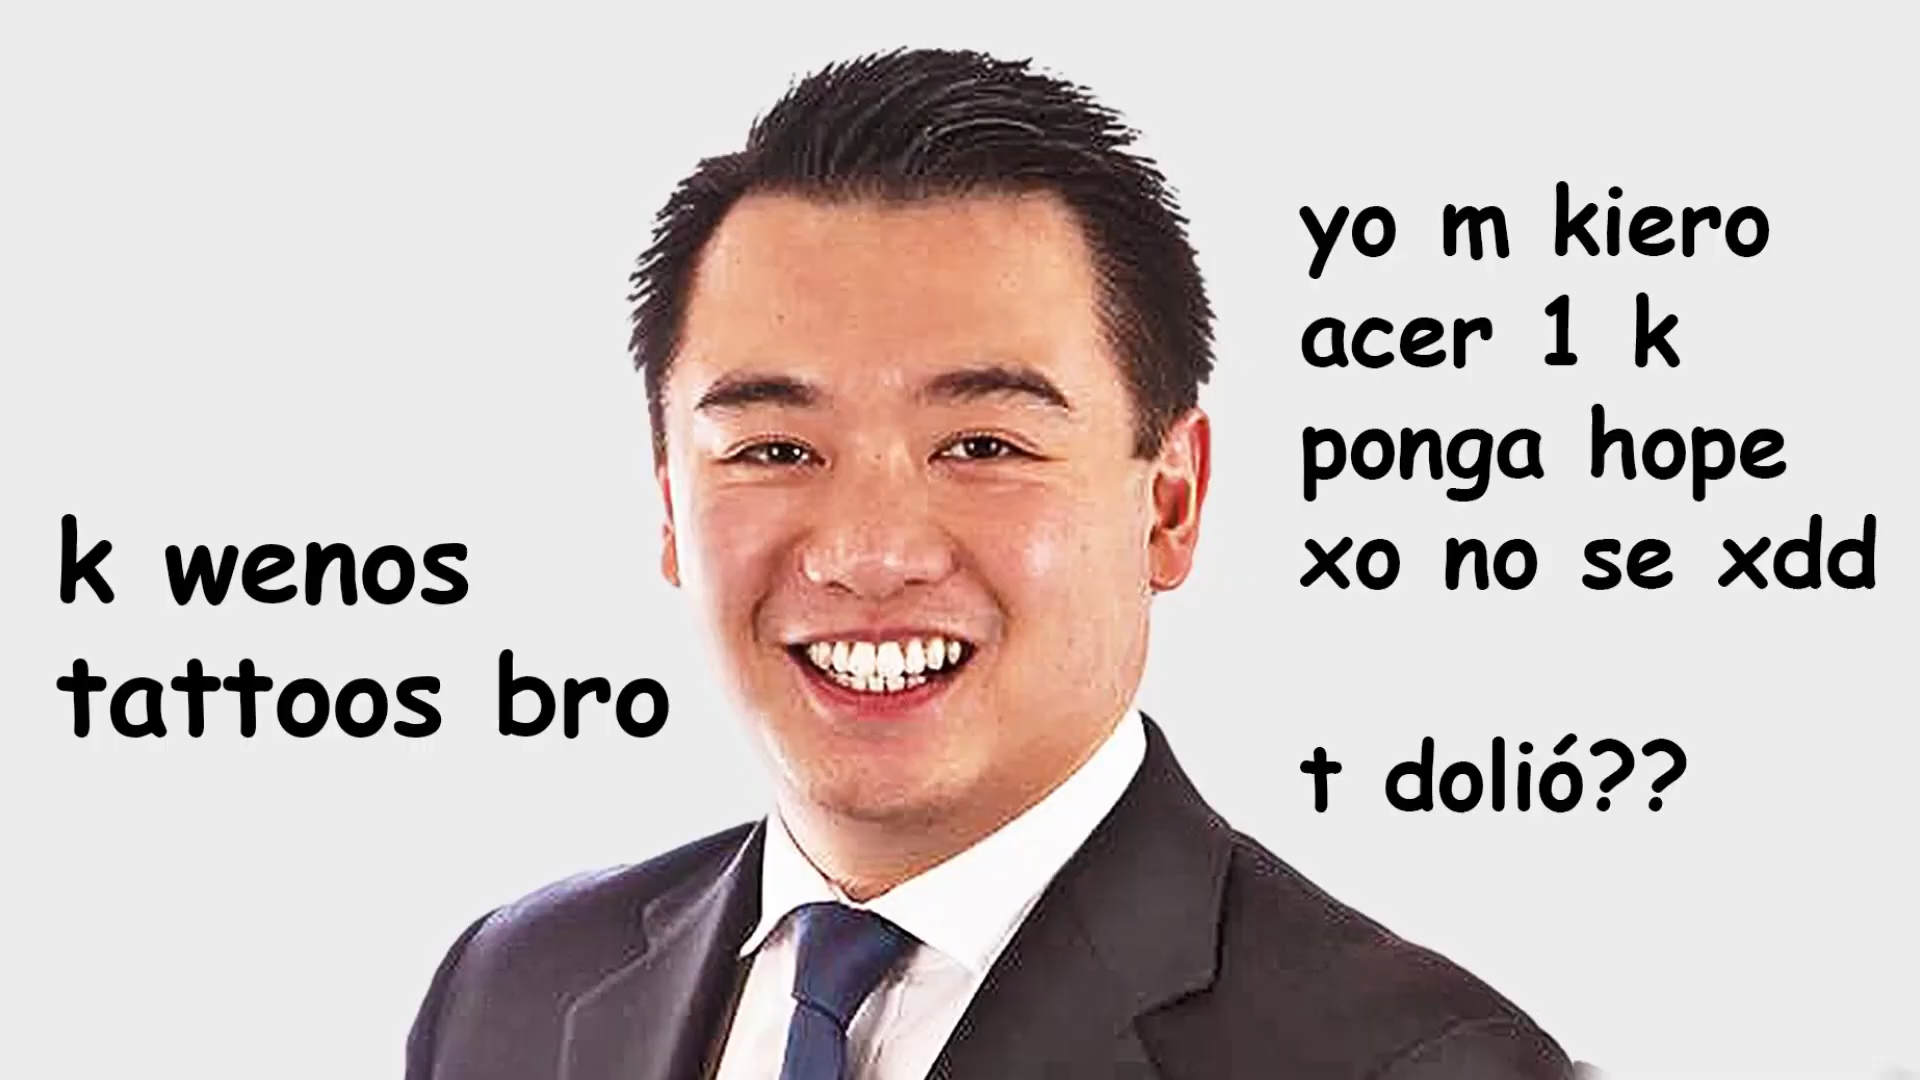 k wenos
tattoos bro
yo m kiero
acer 1 k
ponga hope
xo no se xdd
t dolió??